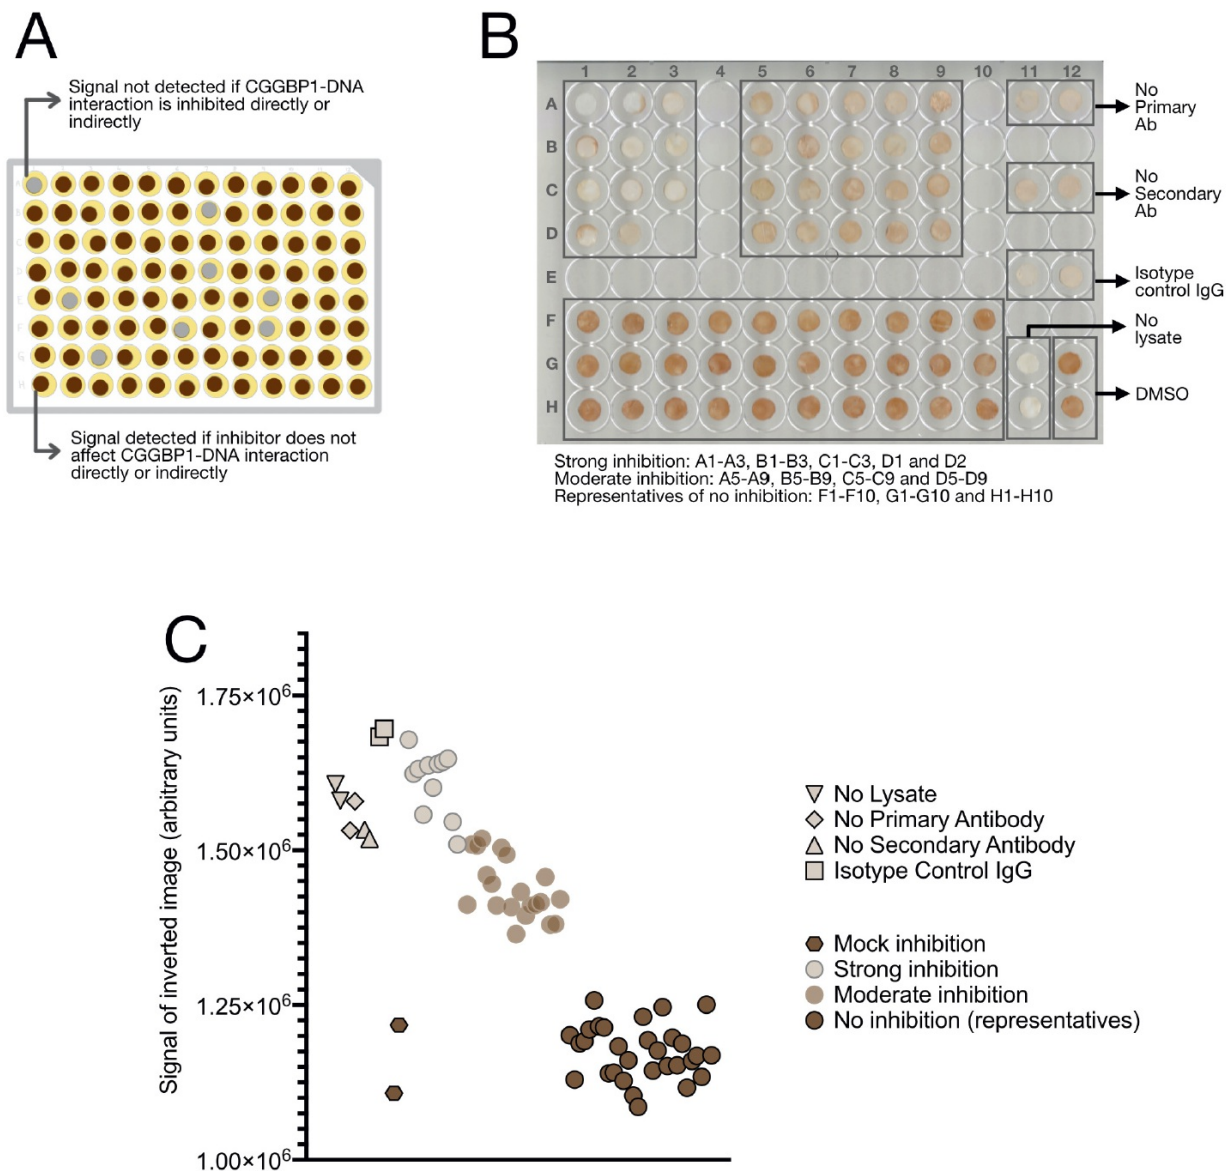 A
Signal not detected if CGGBP1-DNA
interaction is inhibited directly or
indirectly
Signal detected if inhibitor does not
affect CGGBP1-DNA interaction
directly or indirectly
B
1 2 3 4 5 6 7 8 9 10 11 12
A
B
C
D
E
F
G
H
No
Primary
Ab
No
Secondary
Ab
Isotype
control IgG
No
lysate
DMSO
Strong inhibition: A1-A3, B1-B3, C1-C3, D1 and D2
Moderate inhibition: A5-A9, B5-B9, C5-C9 and D5-D9
Representatives of no inhibition: F1-F10, G1-G10 and H1-H10
C
Signal of inverted image (arbitrary units)
1.75×10⁶
1.50×10⁶
1.25×10⁶
1.00×10⁶
No Lysate
No Primary Antibody
No Secondary Antibody
Isotype Control IgG
Mock inhibition
Strong inhibition
Moderate inhibition
No inhibition (representatives)